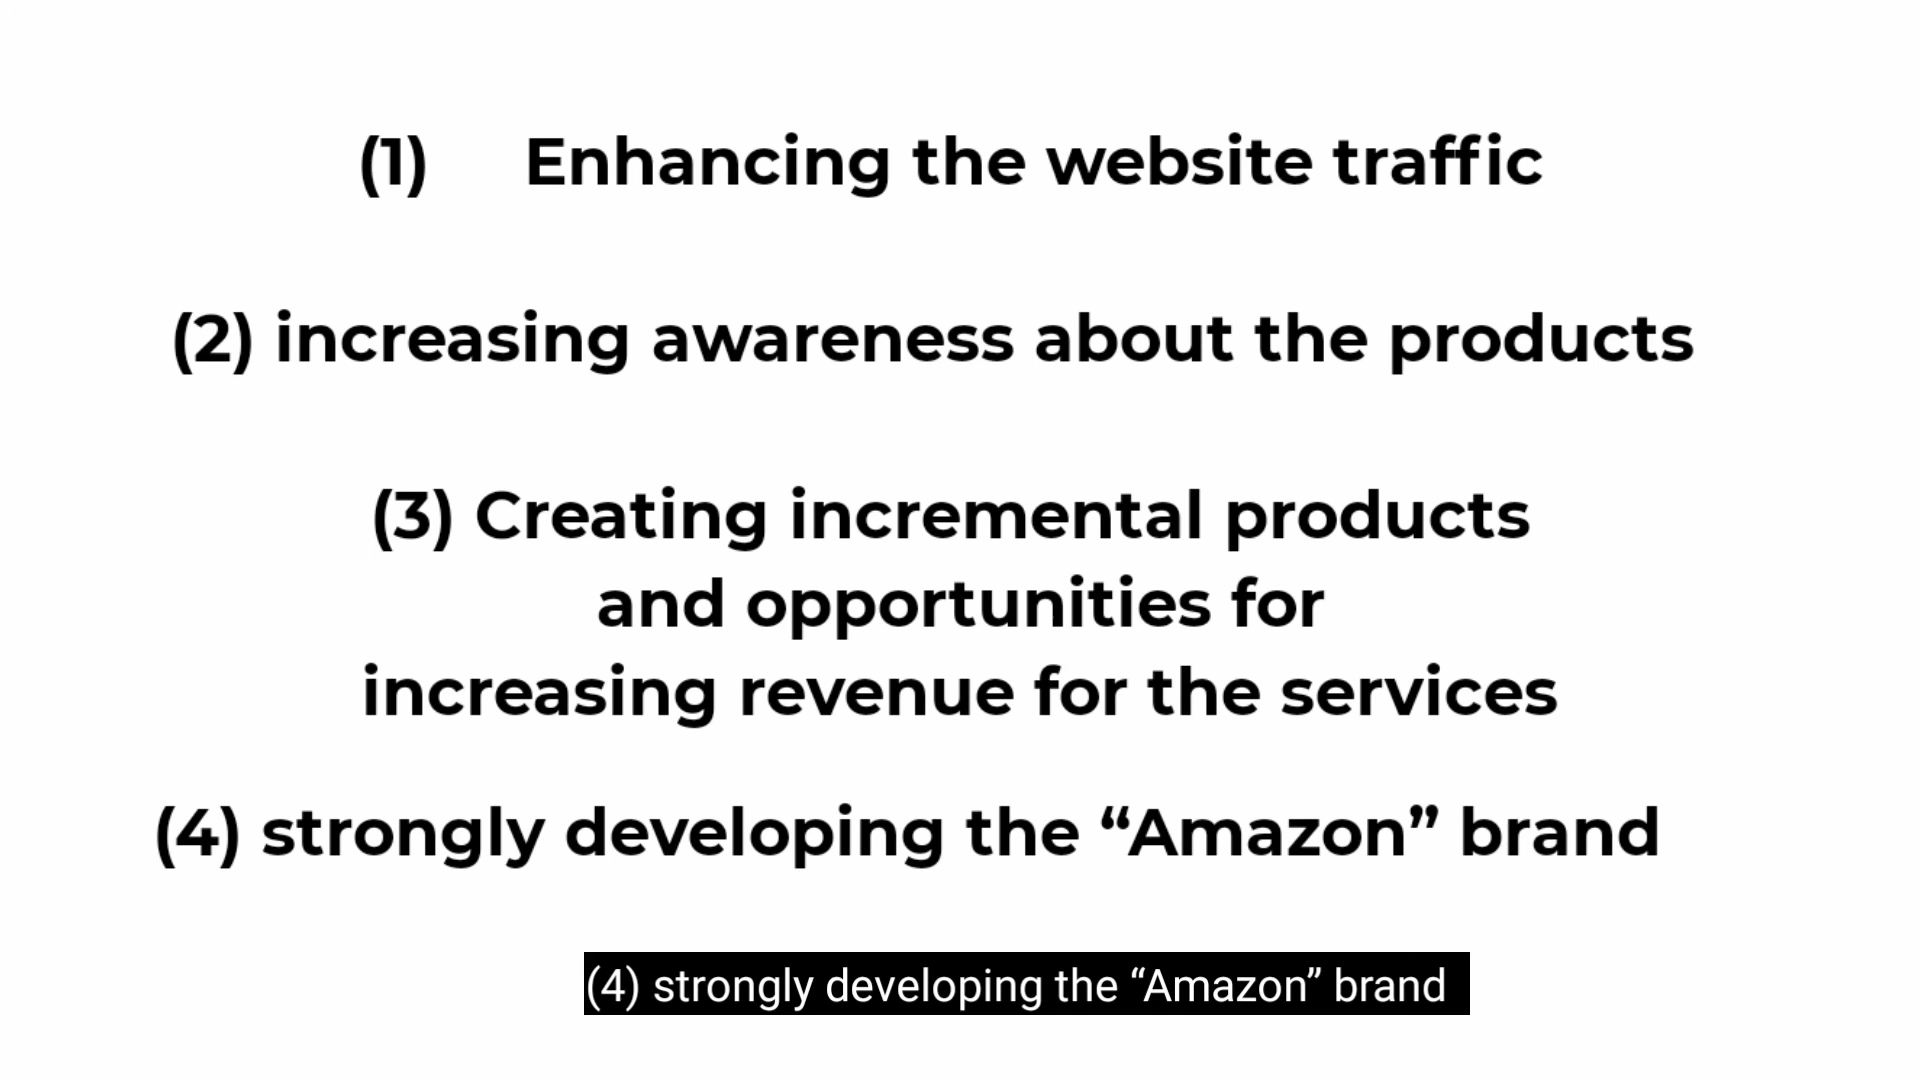 (1) Enhancing the website traffic
(2) increasing awareness about the products
(3) Creating incremental products
and opportunities for
increasing revenue for the services
(4) strongly developing the “Amazon” brand
(4) strongly developing the “Amazon” brand